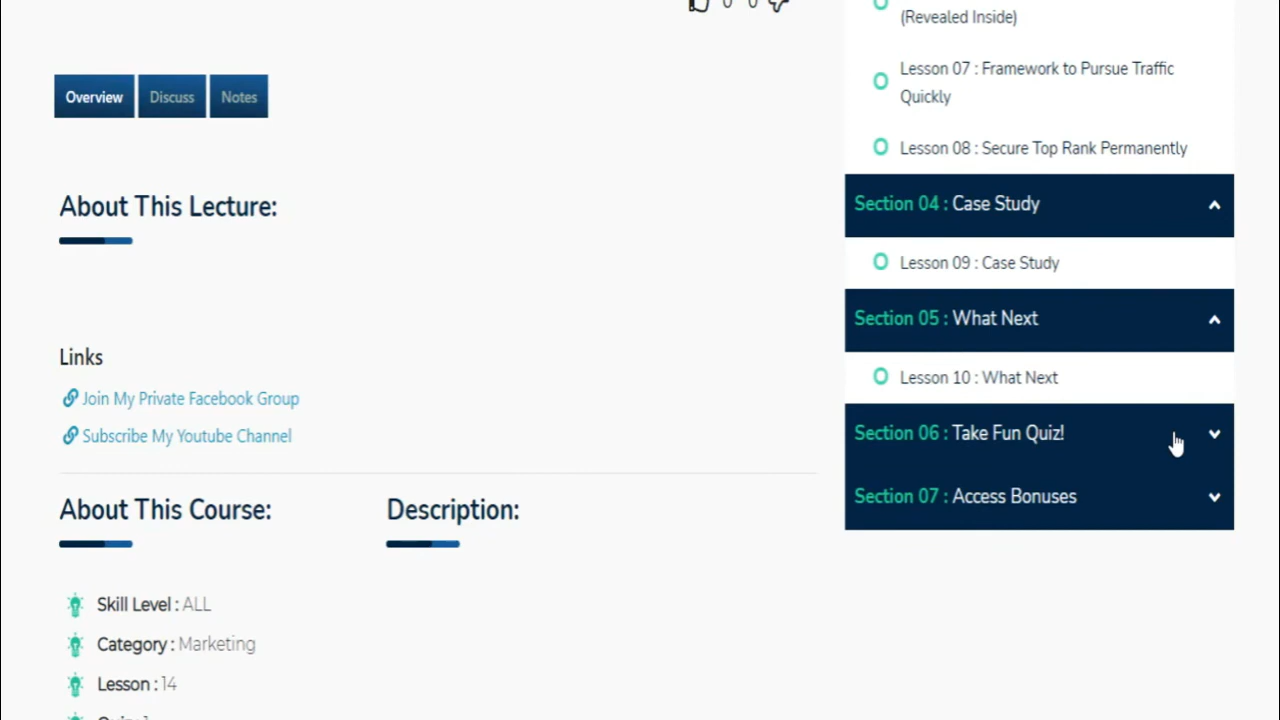 0 0
Overview Discuss Notes
About This Lecture:
Links
Join My Private Facebook Group
Subscribe My Youtube Channel
About This Course:
Skill Level : ALL
Category : Marketing
Lesson : 14
Description:
(Revealed Inside)
Lesson 07 : Framework to Pursue Traffic
Quickly
Lesson 08 : Secure Top Rank Permanently
Section 04 : Case Study
Lesson 09 : Case Study
Section 05 : What Next
Lesson 10 : What Next
Section 06 : Take Fun Quiz!
Section 07 : Access Bonuses